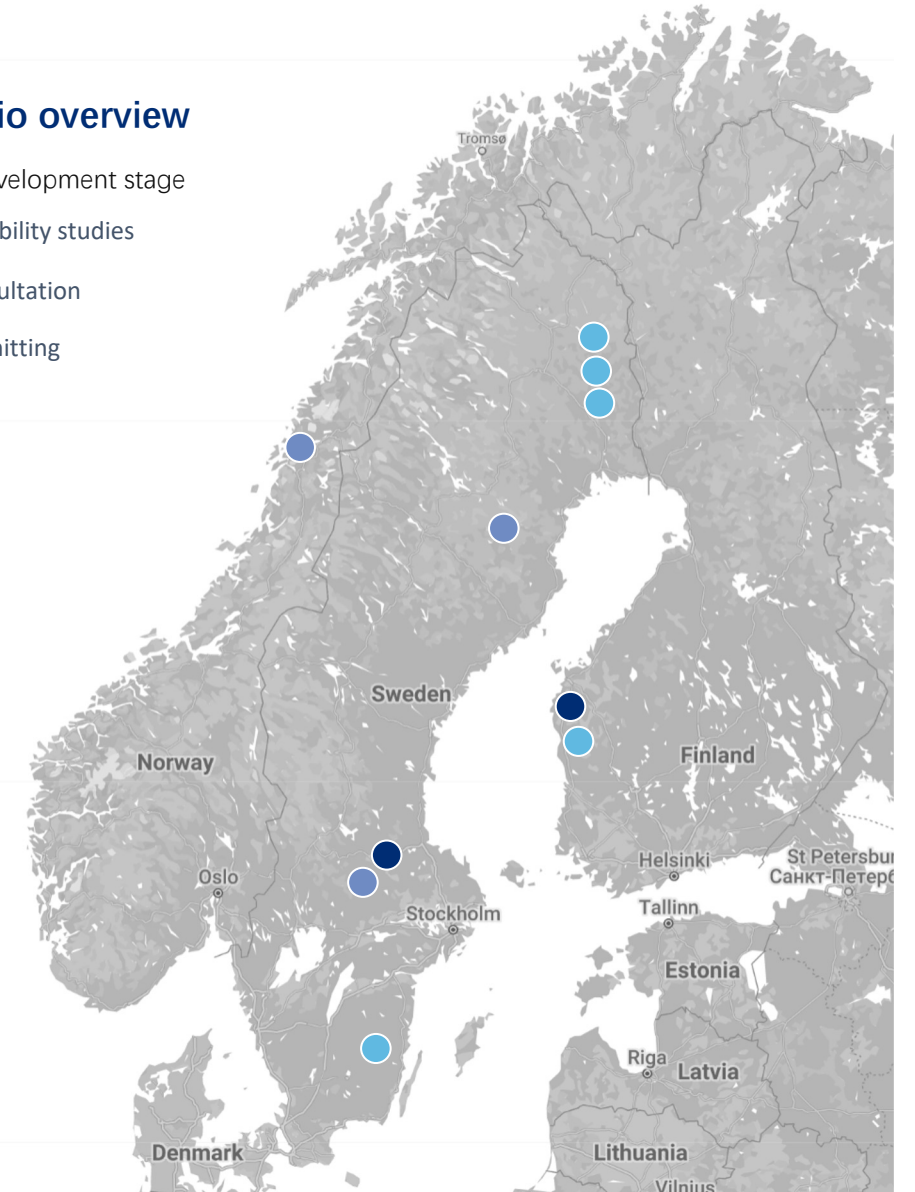 io overview
Tromsø
velopment stage
bility studies
ultation
nitting
Sweden
Norway
Finland
Helsinki
St Petersbur
Oslo
Санкт-Петерб
Stockholm
Tallinn
Estonia
Riga
Latvia
Denmark
Lithuania
Vilnius